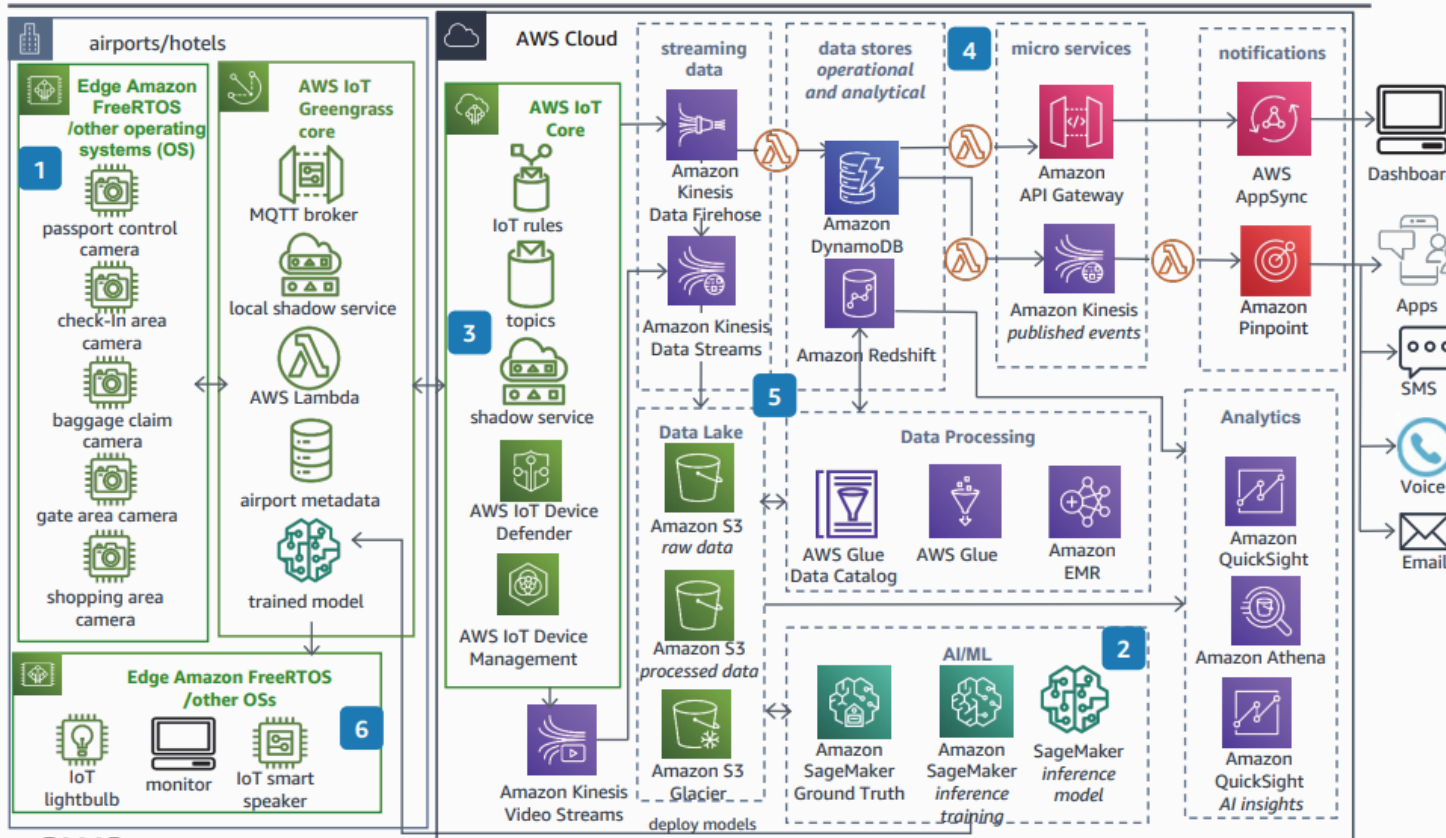 airports/hotels
Edge Amazon
FreeRTOS
/other operating
systems (OS)
1
passport control
camera
check-In area
camera
baggage claim
camera
gate area camera
shopping area
camera
AWS IoT
Greengrass
core
MQTT broker
local shadow service
AWS Lambda
airport metadata
trained model
Edge Amazon FreeRTOS
/other OSs
6
IoT
lightbulb
monitor
IoT smart
speaker
AWS Cloud
AWS IoT
Core
IoT rules
topics
3
shadow service
AWS IoT Device
Defender
AWS IoT Device
Management
Amazon Kinesis
Video Streams
streaming
data
Amazon
Kinesis
Data Firehose
Amazon Kinesis
Data Streams
data stores
operational
and analytical
Amazon
DynamoDB
Amazon Redshift
4
micro services
Amazon
API Gateway
Amazon Kinesis
published events
notifications
AWS
AppSync
Amazon
Pinpoint
Dashboar
Apps
SMS
Voice
Email
5
Data Lake
Amazon S3
raw data
Amazon S3
processed data
Amazon S3
Glacier
deploy models
Data Processing
AWS Glue
Data Catalog
AWS Glue
Amazon
EMR
AI/ML
2
Amazon
SageMaker
Ground Truth
Amazon
SageMaker
inference
training
SageMaker
inference
model
Analytics
Amazon
QuickSight
Amazon Athena
Amazon
QuickSight
AI insights